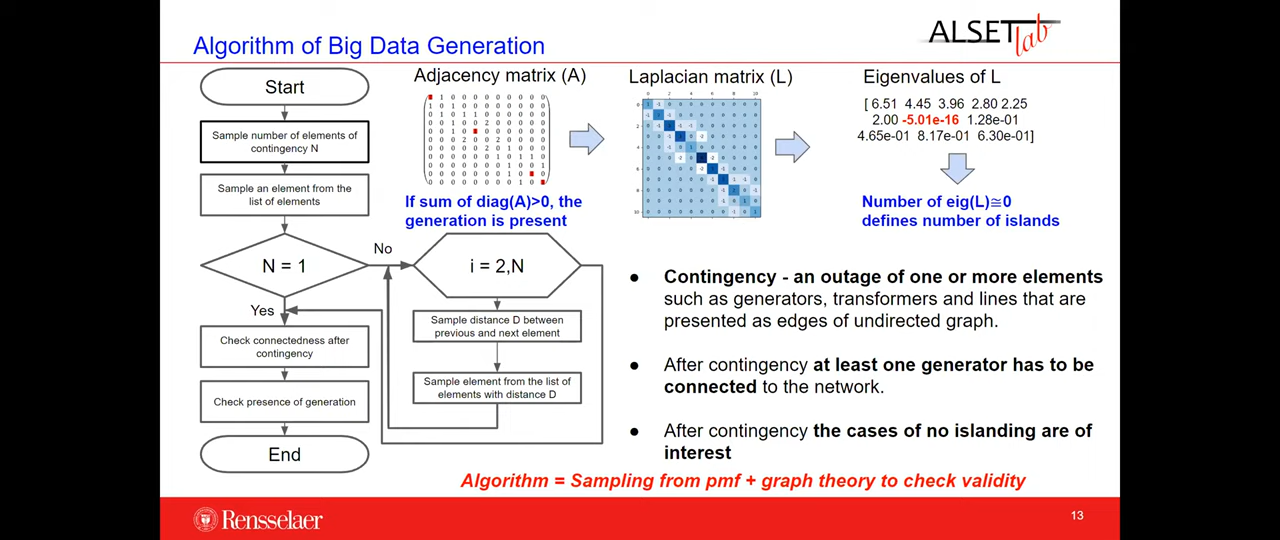 Algorithm of Big Data Generation
ALSET lab
Start
Sample number of elements of
contingency N
Sample an element from the
list of elements
N = 1
No
Yes
i = 2,N
Sample distance D between
previous and next element
Sample element from the list of
elements with distance D
Check connectedness after
contingency
Check presence of generation
End
Adjacency matrix (A)
If sum of diag(A)>0, the
generation is present
Laplacian matrix (L)
Eigenvalues of L
[ 6.51 4.45 3.96 2.80 2.25
2.00 -5.01e-16 1.28e-01
4.65e-01 8.17e-01 6.30e-01]
Number of eig(L)≅0
defines number of islands
● Contingency - an outage of one or more elements
such as generators, transformers and lines that are
presented as edges of undirected graph.
● After contingency at least one generator has to be
connected to the network.
● After contingency the cases of no islanding are of
interest
Algorithm = Sampling from pmf + graph theory to check validity
Rensselaer
13